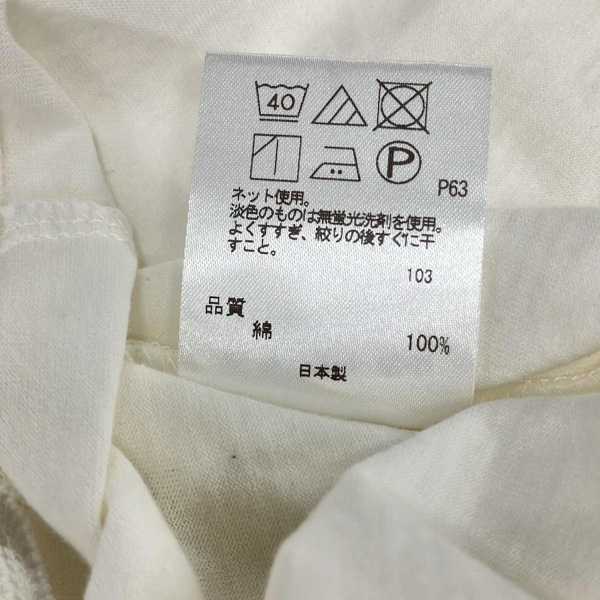 40
P
P63
ネット使用。
淡色のものは無蛍光洗剤を使用。
よくすすぎ、絞りの後すぐに干
すこと。
103
品質
綿 100%
日本製